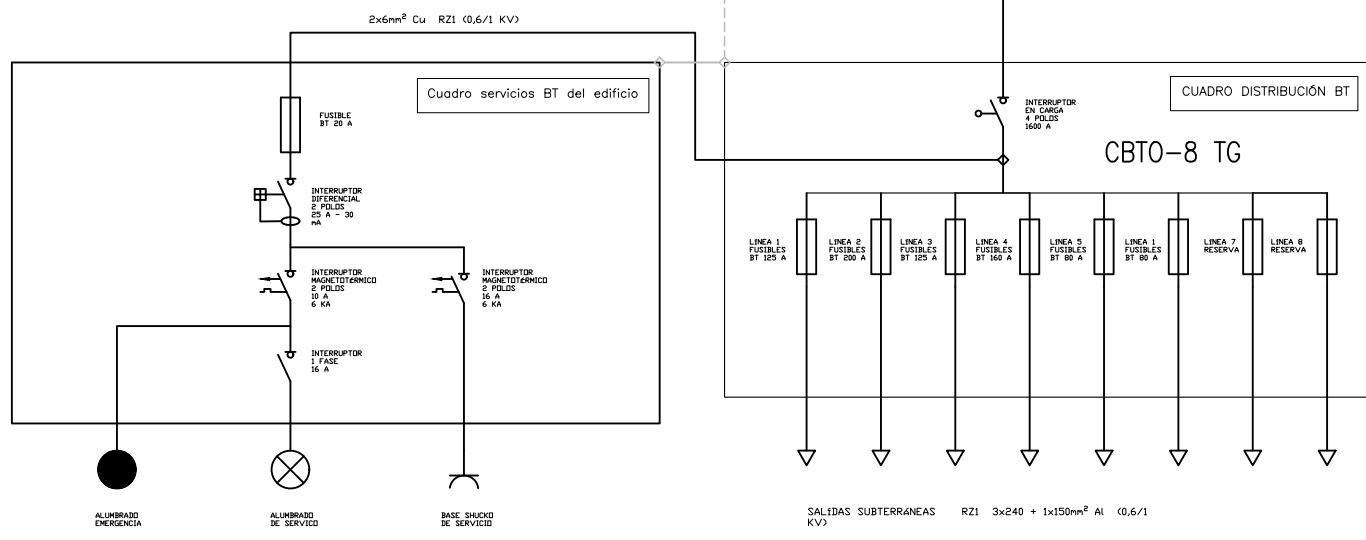 2x6mm² Cu RZ1 (0,6/1 KV)
Cuadro servicios BT del edificio
FUSIBLE
BT 20 A
INTERRUPTOR
DIFERENCIAL
2 POLOS
25 A - 30
mA
INTERRUPTOR
MAGNETOTÉRMICO
2 POLOS
10 A
6 KA
INTERRUPTOR
MAGNETOTÉRMICO
2 POLOS
16 A
6 KA
INTERRUPTOR
1 FASE
16 A
ALUMBRADO
EMERGENCIA
ALUMBRADO
DE SERVICO
BASE SHUCKO
DE SERVICIO
CUADRO DISTRIBUCIÓN BT
INTERRUPTOR
EN CARGA
4 POLOS
1600 A
CBTO-8 TG
LINEA 1
FUSIBLES
BT 125 A
LINEA 2
FUSIBLES
BT 200 A
LINEA 3
FUSIBLES
BT 125 A
LINEA 4
FUSIBLES
BT 160 A
LINEA 5
FUSIBLES
BT 80 A
LINEA 1
FUSIBLES
BT 80 A
LINEA 7
RESERVA
LINEA 8
RESERVA
SALIDAS SUBTERRÁNEAS RZ1 3x240 + 1x150mm² Al (0,6/1
KV)